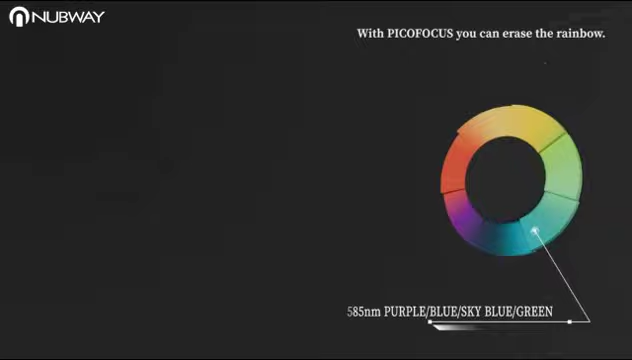 NUBWAY
With PICOFOCUS you can erase the rainbow.
585nm PURPLE/BLUE/SKY BLUE/GREEN